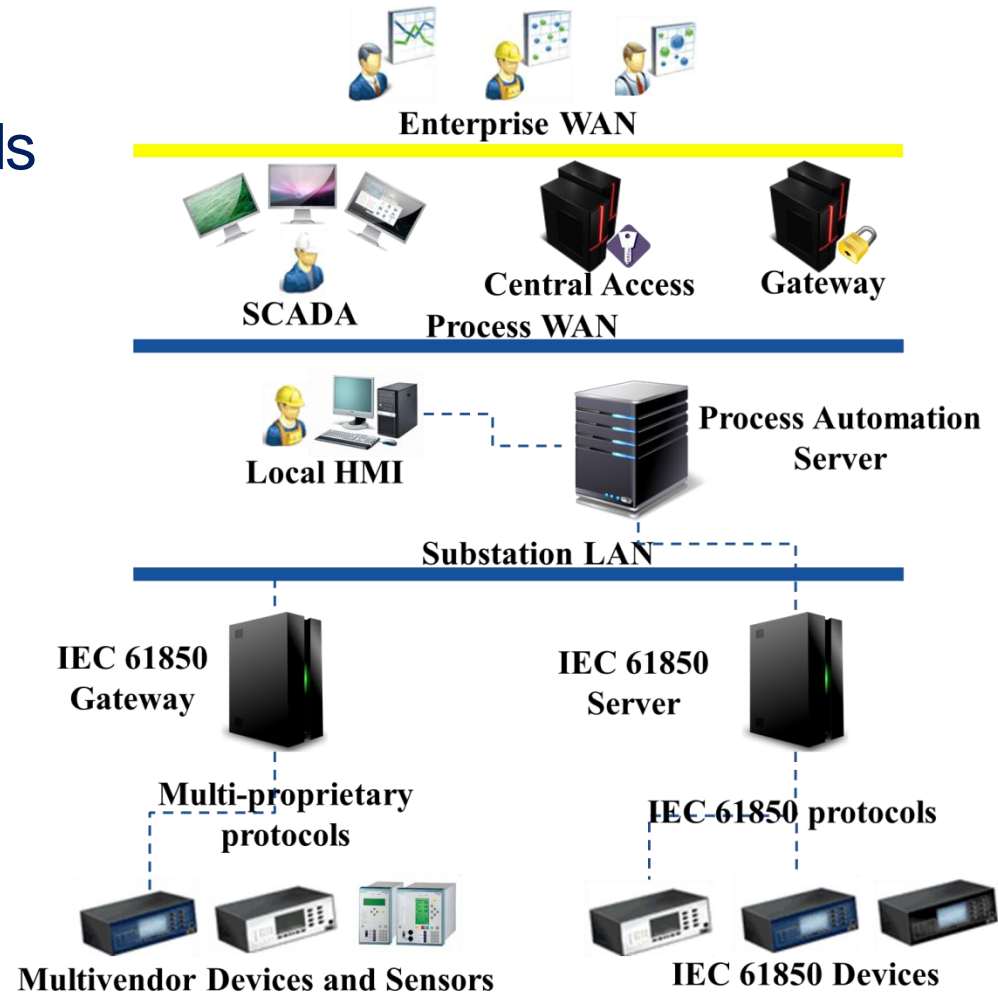 Enterprise WAN
ls
SCADA
Central Access
Gateway
Process WAN
Local HMI
Process Automation
Server
Substation LAN
IEC 61850
Gateway
IEC 61850
Server
Multi-proprietary
protocols
IEC 61850 protocols
Multivendor Devices and Sensors
IEC 61850 Devices